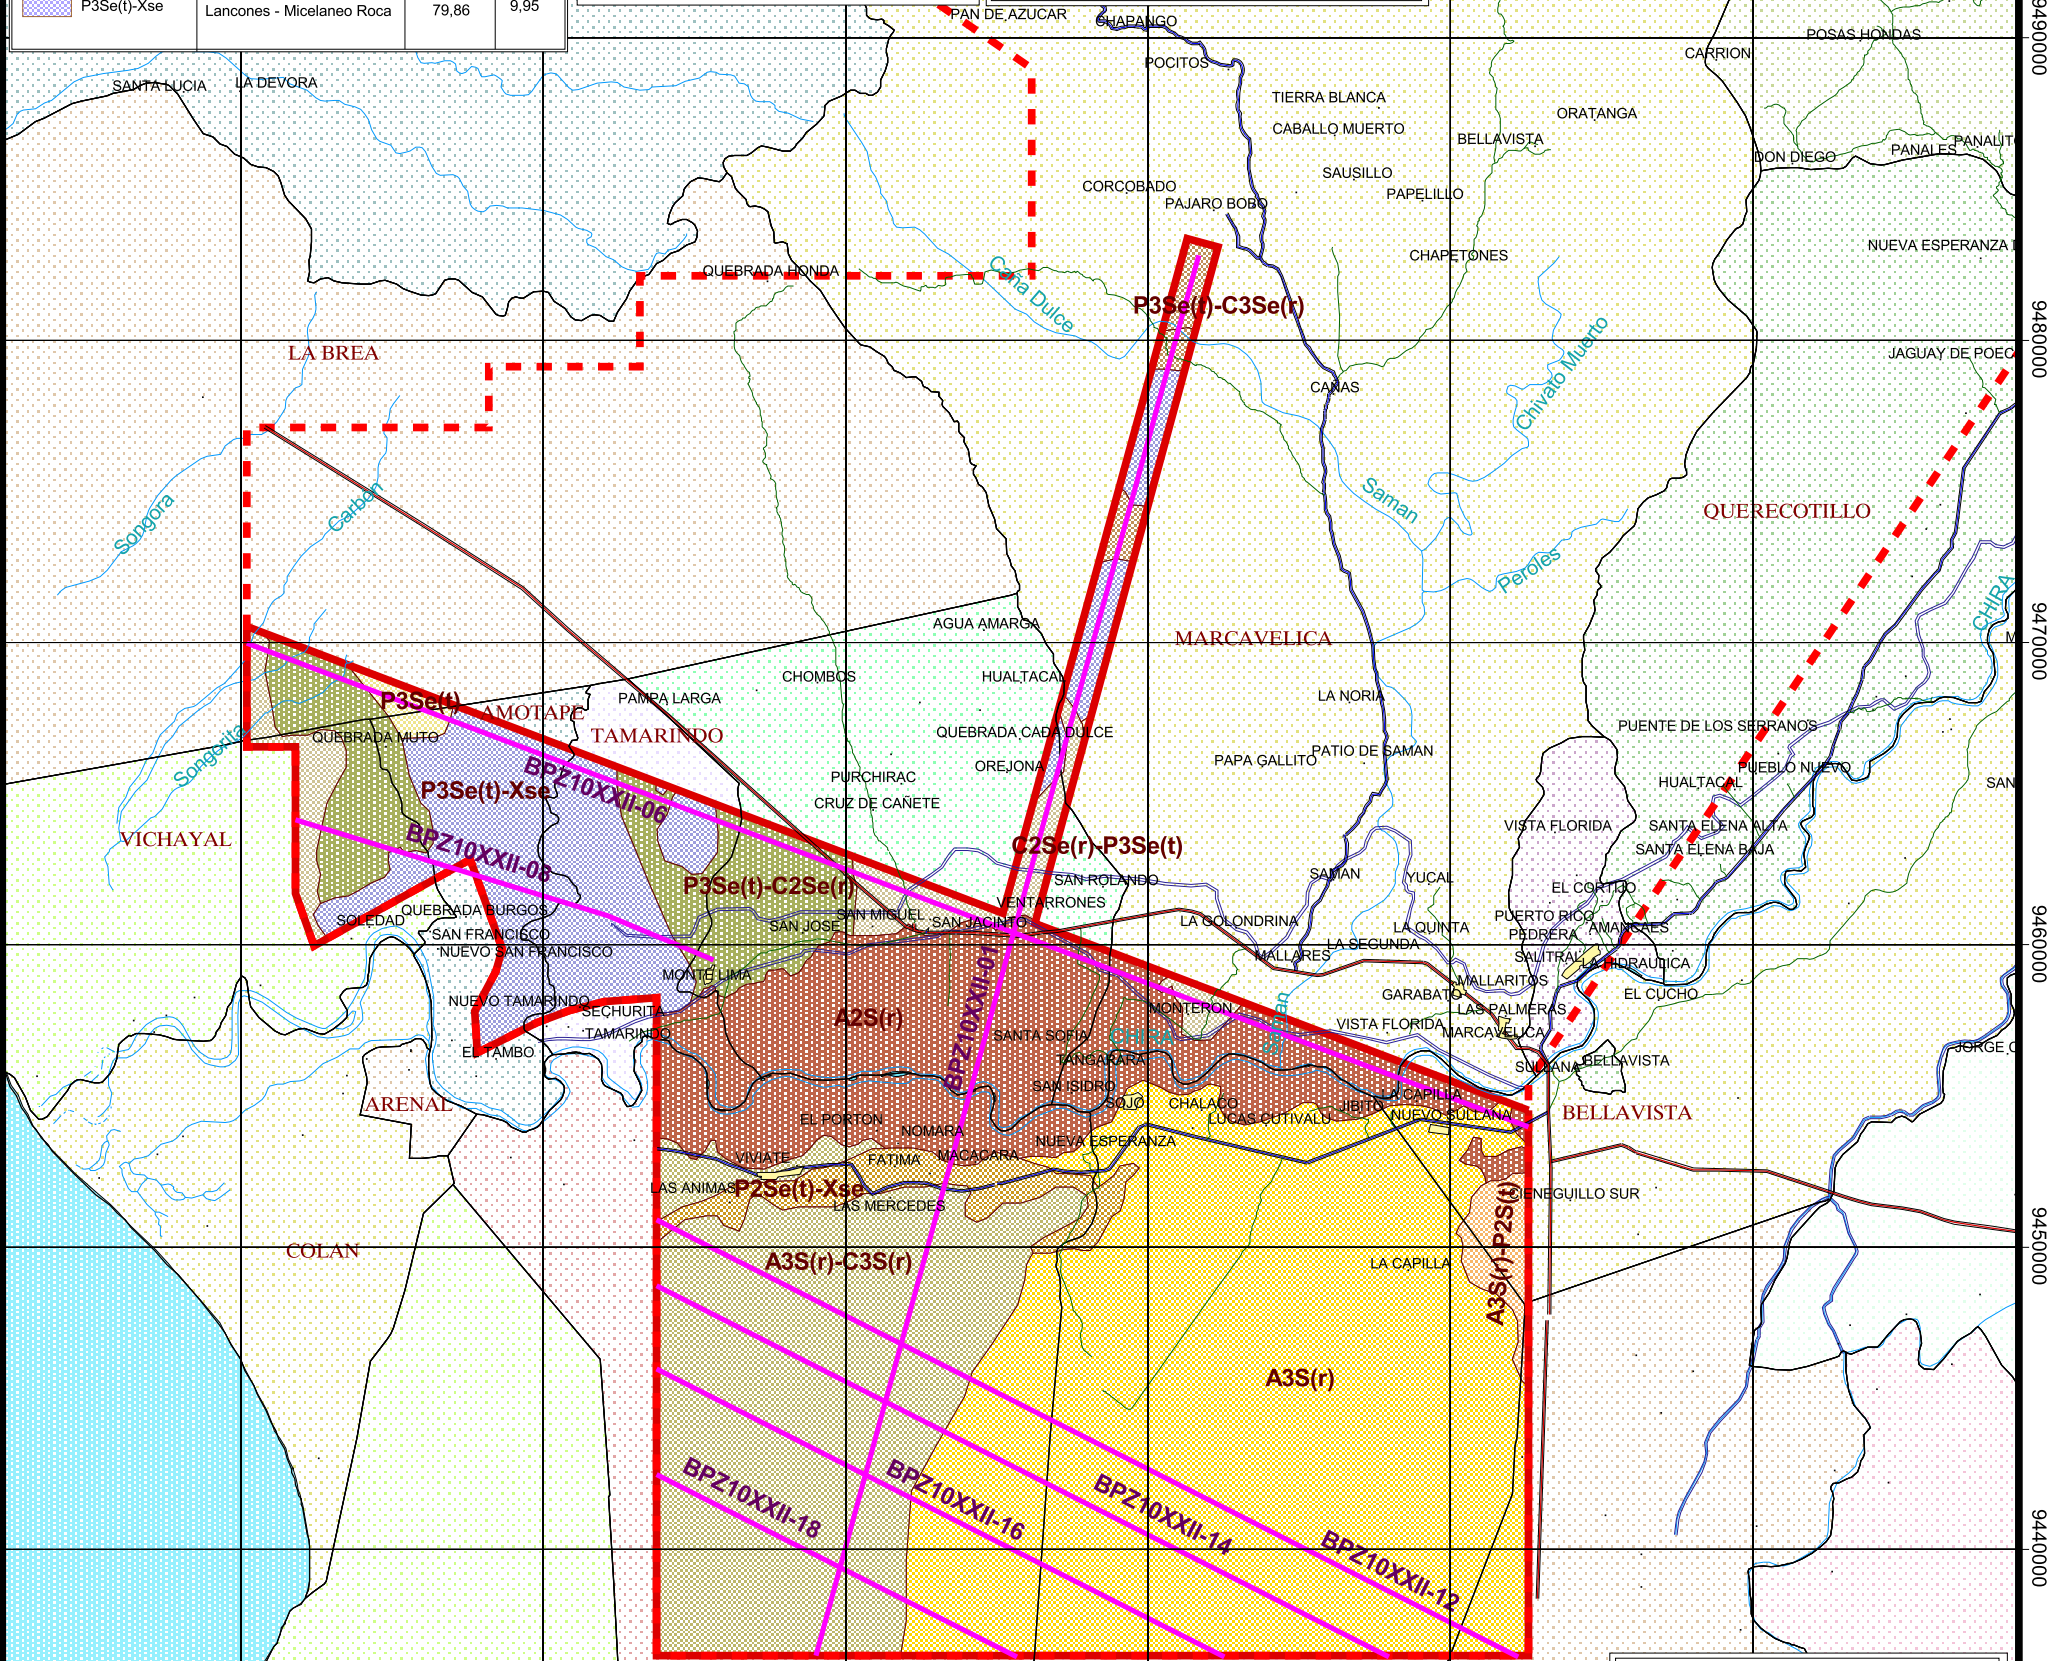 P3Se(t)-Xse
Lancones - Micelaneo Roca
79,86
9,95
PAN DE AZUCAR
CHAPANGO
POSAS HONDAS
9490000
CARRION
POCITOS
SANTA LUCIA
LA DEVORA
TIERRA BLANCA
ORATANGA
CABALLO MUERTO
BELLAVISTA
PANALIT
DON DIEGO
PANALES
SAUSILLO
CORCOBADO
PAPELILLO
PAJARO BOBO
NUEVA ESPERANZA
CHAPETONES
QUEBRADA HONDA
Caña Dulce
P3Se(t)-C3Se(r)
9480000
LA BREA
JAGUAY DE POEC
Chivato Muerto
CAÑAS
Songora
Carbon
Saman
QUERECOTILLO
Peroles
CHIRA
AGUA AMARGA
MARCAVELICA
9470000
M
CHOMBOS
HUALTACAL
P3Se(t)
PAMPA LARGA
LA NORIA
AMOTAPE
TAMARINDO
QUEBRADA MUTO
QUEBRADA CADA DULCE
PUENTE DE LOS SERRANOS
Songorita
PATIO DE SAMAN
PAPA GALLITO
OREJONA
PURCHIRAC
PUEBLO NUEVO
HUALTACAL
SAN
P3Se(t)-Xse
BPZ10XXII-06
CRUZ DE CAÑETE
VICHAYAL
BPZ10XXII-08
VISTA FLORIDA
SANTA ELENA ALTA
C2Se(r)-P3Se(t)
SANTA ELENA BAJA
P3Se(t)-C2Se(r)
SAN ROLANDO
SAMAN
YUCAL
EL CORTIJO
VENTARRONES
QUEBRADA BURGOS
SOLEDAD
SAN MIGUEL
SAN JACINTO
SAN JOSE
LA GOLONDRINA
PUERTO RICO
LA QUINTA
AMANCAES
SAN FRANCISCO
PEDRERA
NUEVO SAN FRANCISCO
LA SEGUNDA
MALLARES
SALITRAL
LA HIDRAULICA
9460000
MONTE LIMA
MALLARITOS
GARABATO
EL CUCHO
NUEVO TAMARINDO
SECHURITA
MONTERON
LAS PALMERAS
A2S(r)
BPZ10XXII-01
VISTA FLORIDA
MARCAVELICA
TAMARINDO
SANTA SOFIA
CHIRA
Saman
EL TAMBO
TANGARARA
SULLANA
BELLAVISTA
JORGE C
SAN ISIDRO
LA CAPILLA
ARENAL
SOJO
CHALACO
JIBITO
BELLAVISTA
EL PORTON
LUCAS CUTIVALU
NUEVO SULLANA
NOMARA
NUEVA ESPERANZA
VIVIATE
FATIMA
MACACARA
LAS ANIMAS
P2Se(t)-Xse
LAS MERCEDES
CIENEGUILLO SUR
A3S(r)-P2S(t)
COLAN
A3S(r)-C3S(r)
LA CAPILLA
9450000
A3S(r)
BPZ10XXII-18
BPZ10XXII-16
BPZ10XXII-14
BPZ10XXII-12
9440000